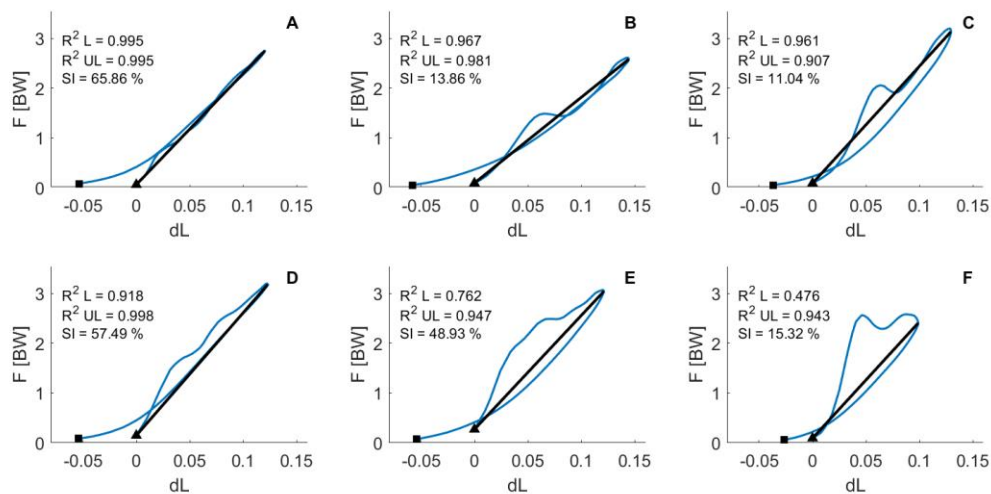 A
R² L = 0.995
R² UL = 0.995
SI = 65.86 %
F [BW]
3
2
1
0
-0.05 0 0.05 0.1 0.15
dL
B
R² L = 0.967
R² UL = 0.981
SI = 13.86 %
F [BW]
3
2
1
0
-0.05 0 0.05 0.1 0.15
dL
C
R² L = 0.961
R² UL = 0.907
SI = 11.04 %
F [BW]
3
2
1
0
-0.05 0 0.05 0.1 0.15
dL
D
R² L = 0.918
R² UL = 0.998
SI = 57.49 %
F [BW]
3
2
1
0
-0.05 0 0.05 0.1 0.15
dL
E
R² L = 0.762
R² UL = 0.947
SI = 48.93 %
F [BW]
3
2
1
0
-0.05 0 0.05 0.1 0.15
dL
F
R² L = 0.476
R² UL = 0.943
SI = 15.32 %
F [BW]
3
2
1
0
-0.05 0 0.05 0.1 0.15
dL